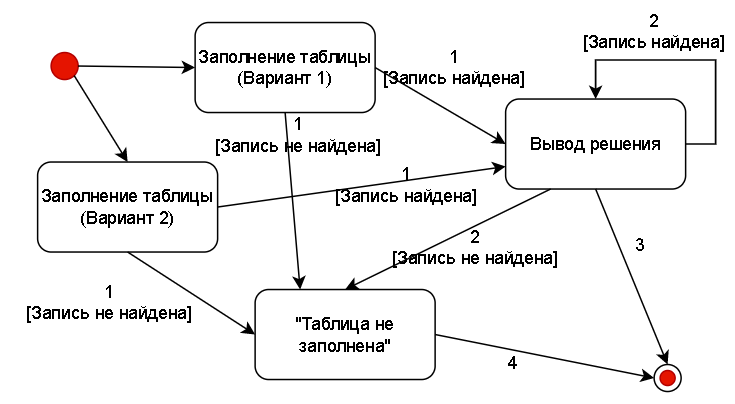 Заполнение таблицы
(Вариант 1)
1
[Запись найдена]
2
[Запись найдена]
1
[Запись не найдена]
Вывод решения
Заполнение таблицы
(Вариант 2)
1
[Запись найдена]
2
[Запись не найдена]
3
1
[Запись не найдена]
"Таблица не
заполнена"
4